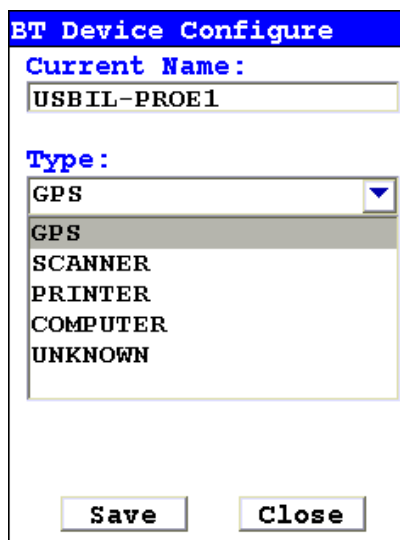 BT Device Configure
Current Name:
USBIL-PROE1
Type:
GPS
GPS
SCANNER
PRINTER
COMPUTER
UNKNOWN
Save Close